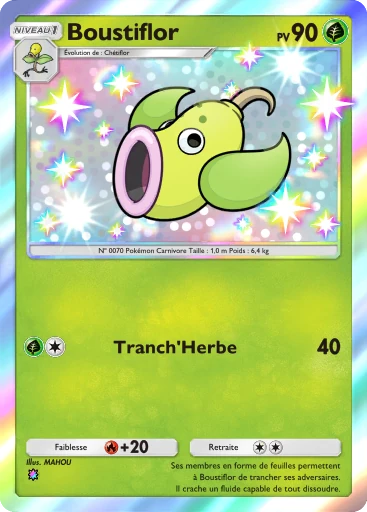 NIVEAU 1
Boustiflor
PV 90
Évolution de : Chétiflor
N° 0070 Pokémon Carnivore Taille : 1,0 m Poids : 6,4 kg
Tranch'Herbe 40
Faiblesse +20 Retraite
Illus. MAHOU
Ses membres en forme de feuilles permettent
à Boustiflor de trancher ses adversaires.
Il crache un fluide capable de tout dissoudre.